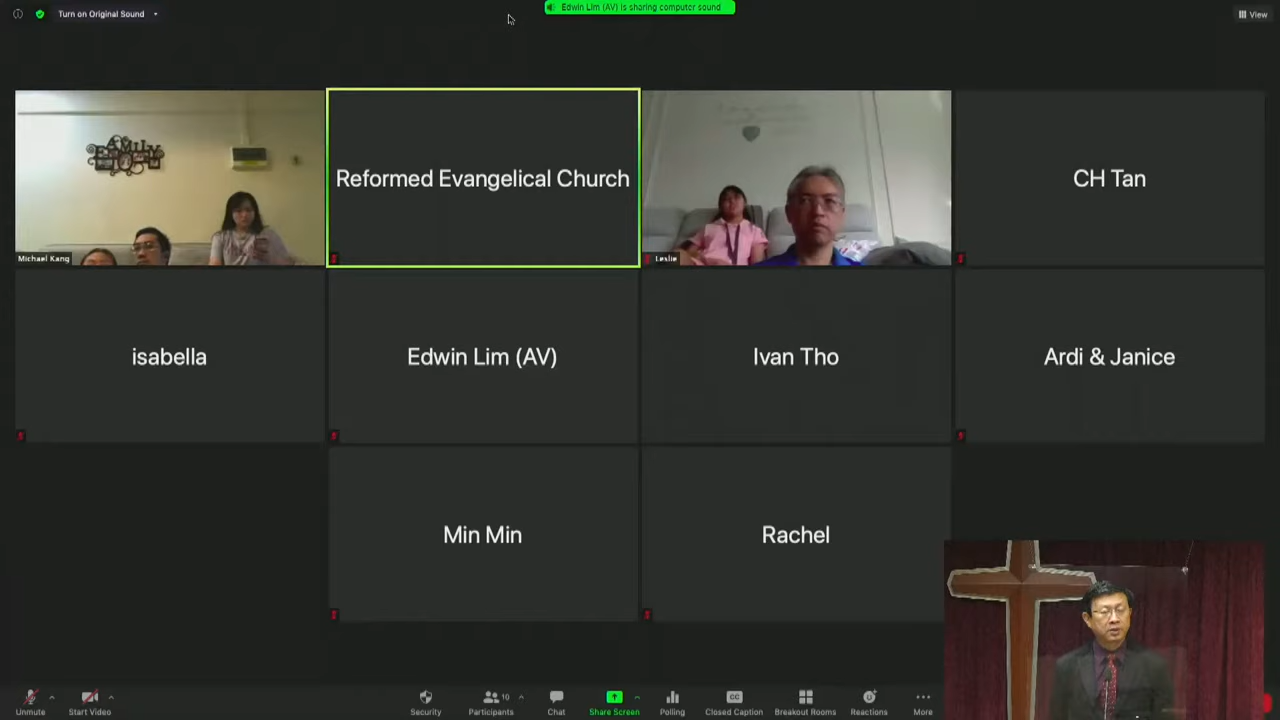 Turn on Original Sound
Edwin Lim (AV) is sharing computer sound
View
FAMILY
Michael Kang
Reformed Evangelical Church
Leslie
CH Tan
isabella
Edwin Lim (AV)
Ivan Tho
Ardi & Janice
Min Min
Rachel
Unmute
Start Video
Security
Participants
10
Chat
Share Screen
Polling
CC
Closed Caption
Breakout Rooms
Reactions
More